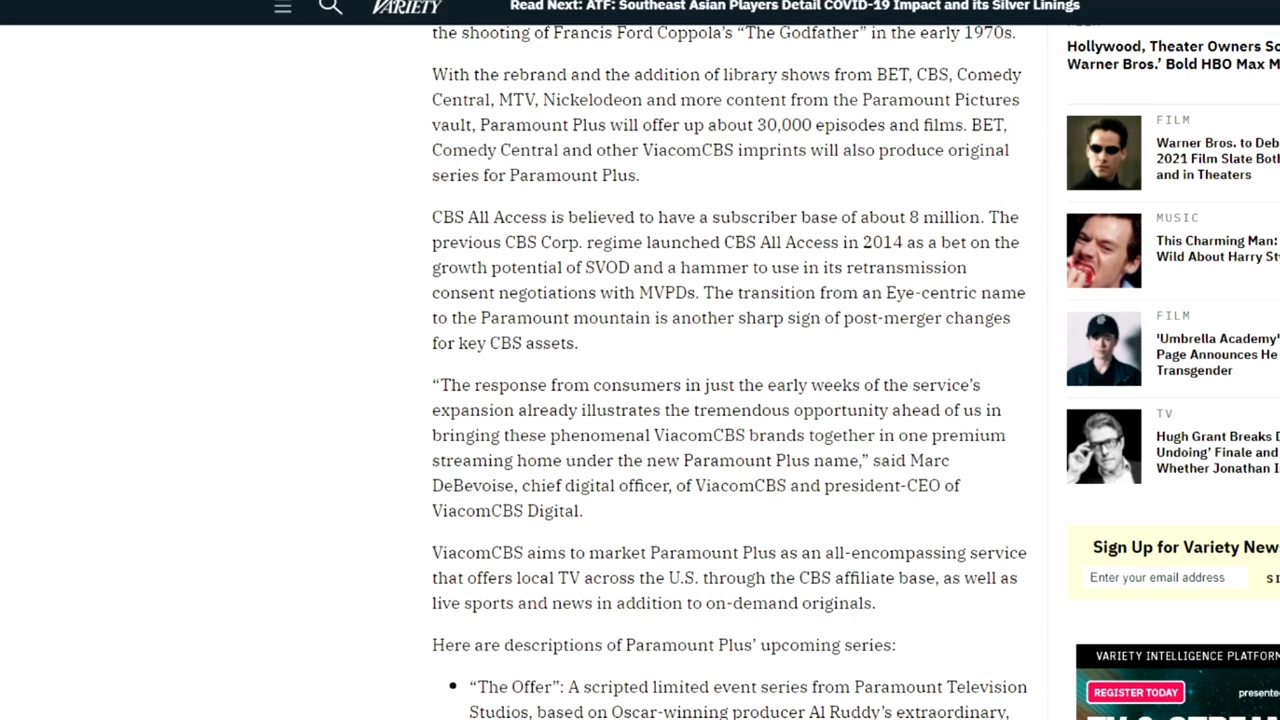 VARIETY
Read Next: ATF: Southeast Asian Players Detail COVID-19 Impact and its Silver Linings
the shooting of Francis Ford Coppola's “The Godfather” in the early 1970s.
With the rebrand and the addition of library shows from BET, CBS, Comedy
Central, MTV, Nickelodeon and more content from the Paramount Pictures
vault, Paramount Plus will offer up about 30,000 episodes and films. BET,
Comedy Central and other ViacomCBS imprints will also produce original
series for Paramount Plus.
CBS All Access is believed to have a subscriber base of about 8 million. The
previous CBS Corp. regime launched CBS All Access in 2014 as a bet on the
growth potential of SVOD and a hammer to use in its retransmission
consent negotiations with MVPDs. The transition from an Eye-centric name
to the Paramount mountain is another sharp sign of post-merger changes
for key CBS assets.
“The response from consumers in just the early weeks of the service's
expansion already illustrates the tremendous opportunity ahead of us in
bringing these phenomenal ViacomCBS brands together in one premium
streaming home under the new Paramount Plus name,” said Marc
DeBevoise, chief digital officer, of ViacomCBS and president-CEO of
ViacomCBS Digital.
ViacomCBS aims to market Paramount Plus as an all-encompassing service
that offers local TV across the U.S. through the CBS affiliate base, as well as
live sports and news in addition to on-demand originals.
Here are descriptions of Paramount Plus' upcoming series:
• “The Offer”: A scripted limited event series from Paramount Television
Studios, based on Oscar-winning producer Al Ruddy's extraordinary,
Hollywood, Theater Owners So
Warner Bros.' Bold HBO Max M
FILM
Warner Bros. to Deb
2021 Film Slate Bot
and in Theaters
MUSIC
This Charming Man:
Wild About Harry St
FILM
'Umbrella Academy'
Page Announces He
Transgender
TV
Hugh Grant Breaks D
Undoing' Finale and
Whether Jonathan I
Sign Up for Variety New
Enter your email address
SI
VARIETY INTELLIGENCE PLATFORM
REGISTER TODAY
presente